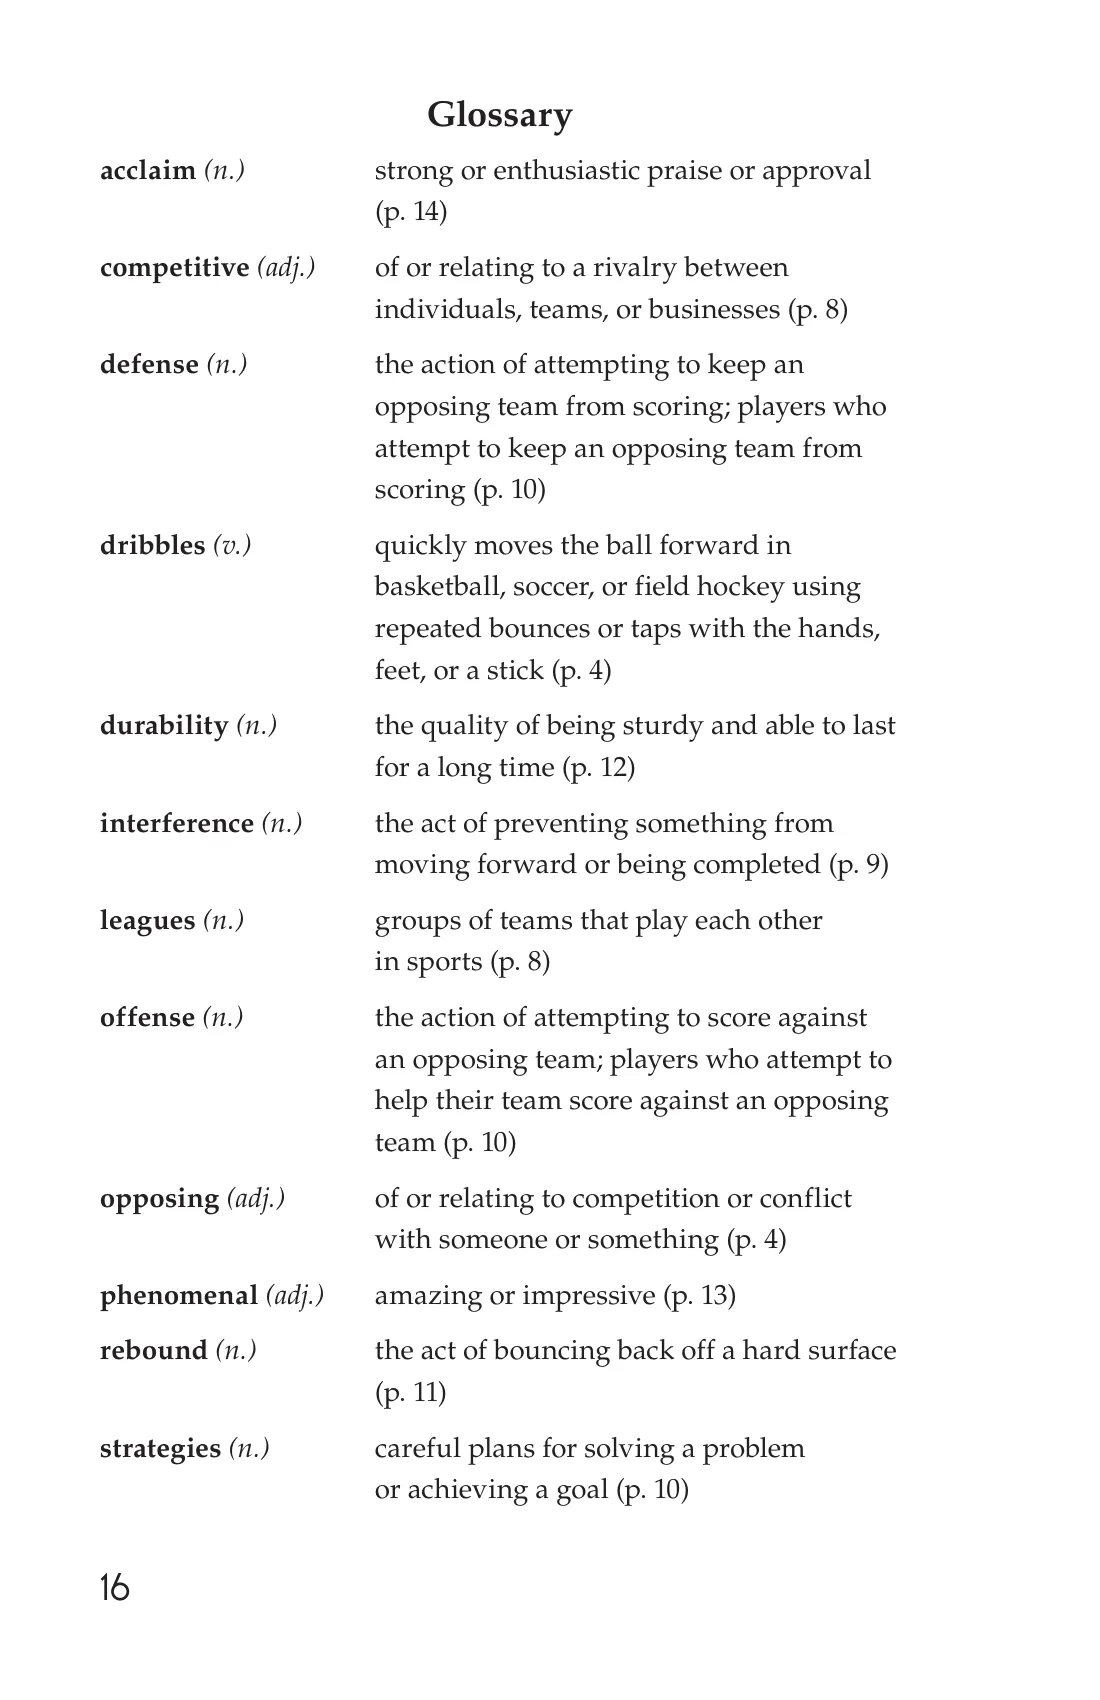 Glossary
acclaim (n.) strong or enthusiastic praise or approval
(p. 14)
competitive (adj.) of or relating to a rivalry between
individuals, teams, or businesses (p. 8)
defense (n.) the action of attempting to keep an
opposing team from scoring; players who
attempt to keep an opposing team from
scoring (p. 10)
dribbles (v.) quickly moves the ball forward in
basketball, soccer, or field hockey using
repeated bounces or taps with the hands,
feet, or a stick (p. 4)
durability (n.) the quality of being sturdy and able to last
for a long time (p. 12)
interference (n.) the act of preventing something from
moving forward or being completed (p. 9)
leagues (n.) groups of teams that play each other
in sports (p. 8)
offense (n.) the action of attempting to score against
an opposing team; players who attempt to
help their team score against an opposing
team (p. 10)
opposing (adj.) of or relating to competition or conflict
with someone or something (p. 4)
phenomenal (adj.) amazing or impressive (p. 13)
rebound (n.) the act of bouncing back off a hard surface
(p. 11)
strategies (n.) careful plans for solving a problem
or achieving a goal (p. 10)
16